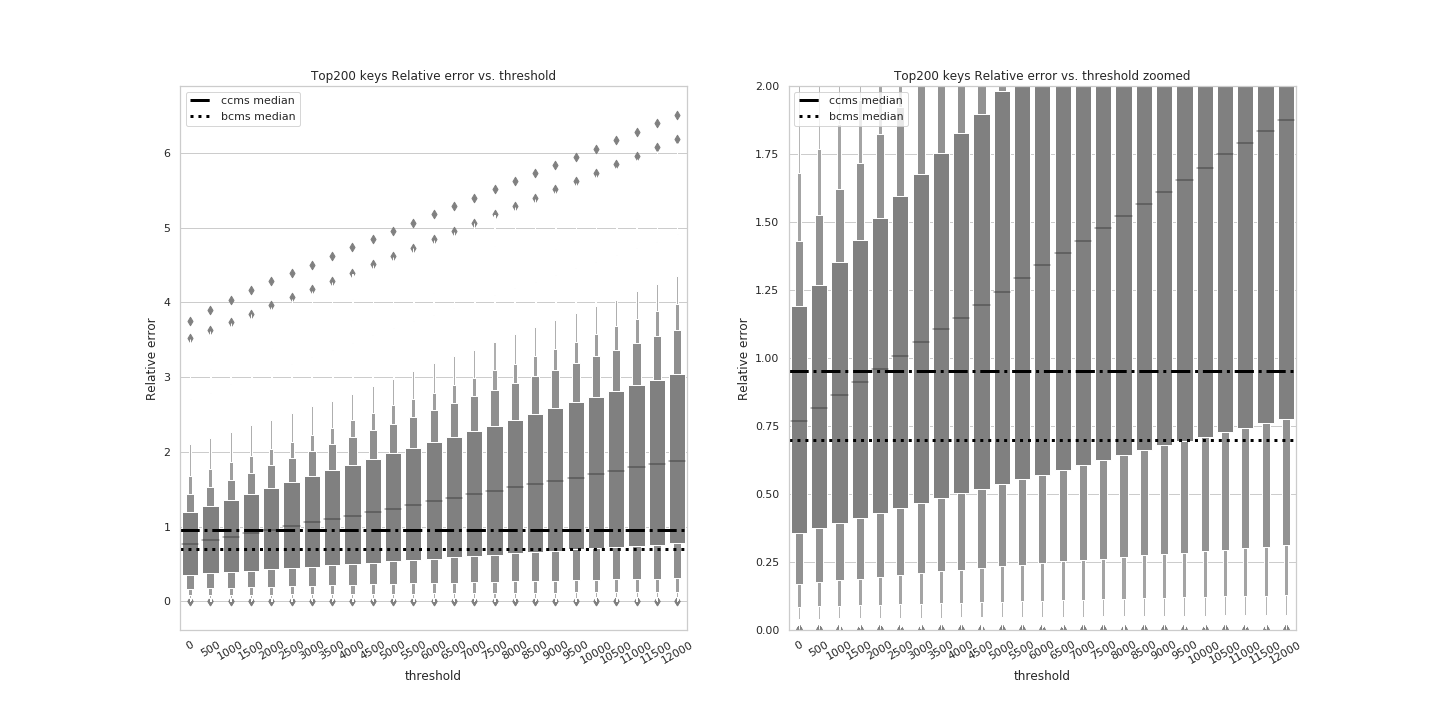 Top200 keys Relative error vs. threshold
ccms median
bcms median
Relative error
6
5
4
3
2
1
0
0 500 1000 1500 2000 2500 3000 3500 4000 4500 5000 5500 6000 6500 7000 7500 8000 8500 9000 9500 10000 10500 11000 11500 12000
threshold
Top200 keys Relative error vs. threshold zoomed
ccms median
bcms median
Relative error
2.00
1.75
1.50
1.25
1.00
0.75
0.50
0.25
0.00
0 500 1000 1500 2000 2500 3000 3500 4000 4500 5000 5500 6000 6500 7000 7500 8000 8500 9000 9500 10000 10500 11000 11500 12000
threshold